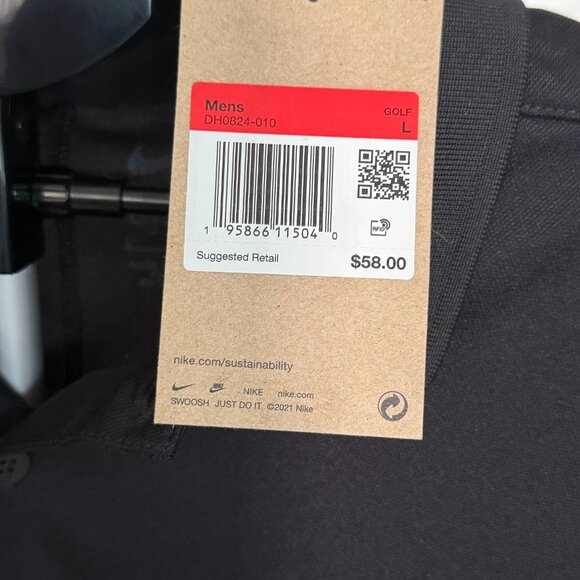 Mens GOLF
DH0824-010 L
1 95866 11504 0
RFID
Suggested Retail $58.00
nike.com/sustainability
NIKE nike.com
SWOOSH JUST DO IT ©2021 Nike